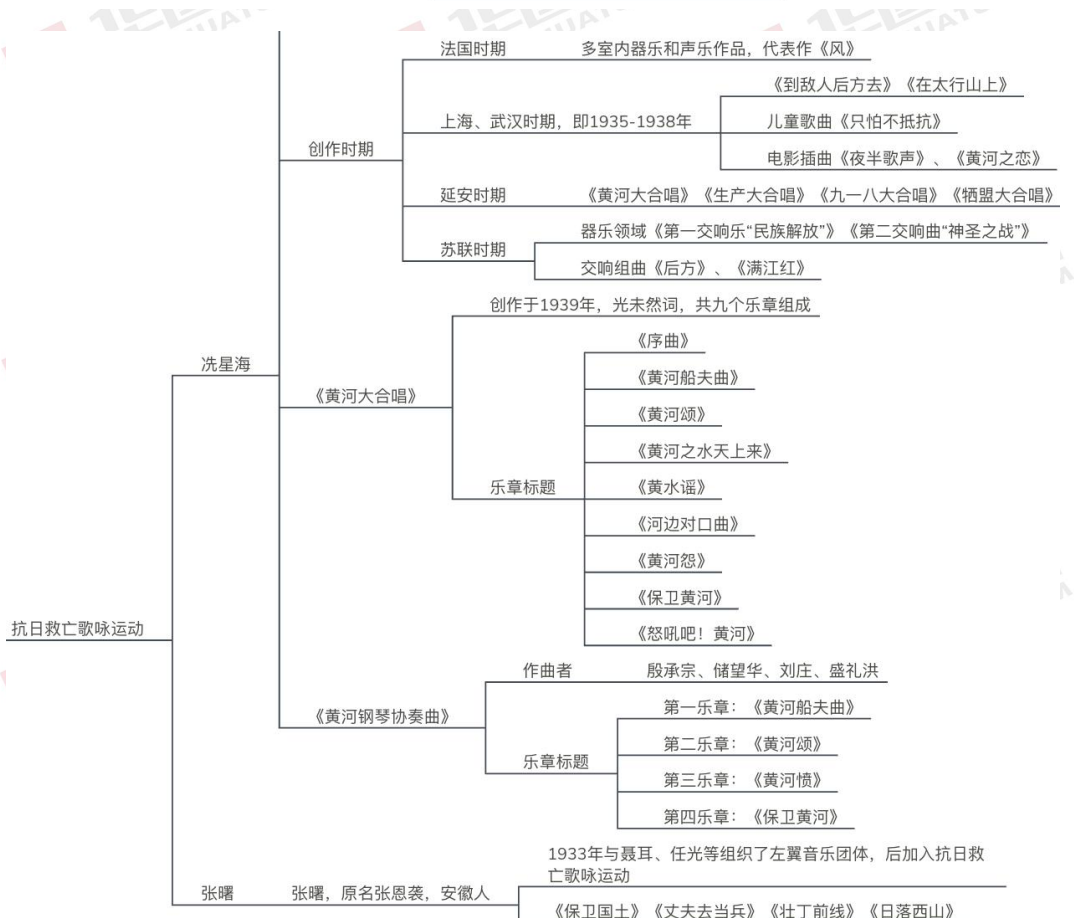 法国时期
多室内器乐和声乐作品，代表作《风》
上海、武汉时期，即1935-1938年
《到敌人后方去》《在太行山上》
儿童歌曲《只怕不抵抗》
电影插曲《夜半歌声》、《黄河之恋》
创作时期
延安时期
《黄河大合唱》《生产大合唱》《九一八大合唱》《牺盟大合唱》
苏联时期
器乐领域《第一交响乐“民族解放”》《第二交响曲“神圣之战”》
交响组曲《后方》、《满江红》
冼星海
《黄河大合唱》
创作于1939年，光未然词，共九个乐章组成
乐章标题
《序曲》
《黄河船夫曲》
《黄河颂》
《黄河之水天上来》
《黄水谣》
《河边对口曲》
《黄河怨》
《保卫黄河》
《怒吼吧！黄河》
抗日救亡歌咏运动
《黄河钢琴协奏曲》
作曲者
殷承宗、储望华、刘庄、盛礼洪
乐章标题
第一乐章：《黄河船夫曲》
第二乐章：《黄河颂》
第三乐章：《黄河愤》
第四乐章：《保卫黄河》
张曙
张曙，原名张恩袭，安徽人
1933年与聂耳、任光等组织了左翼音乐团体，后加入抗日救
亡歌咏运动
《保卫国土》《丈夫去当兵》《壮丁前线》《日落西山》